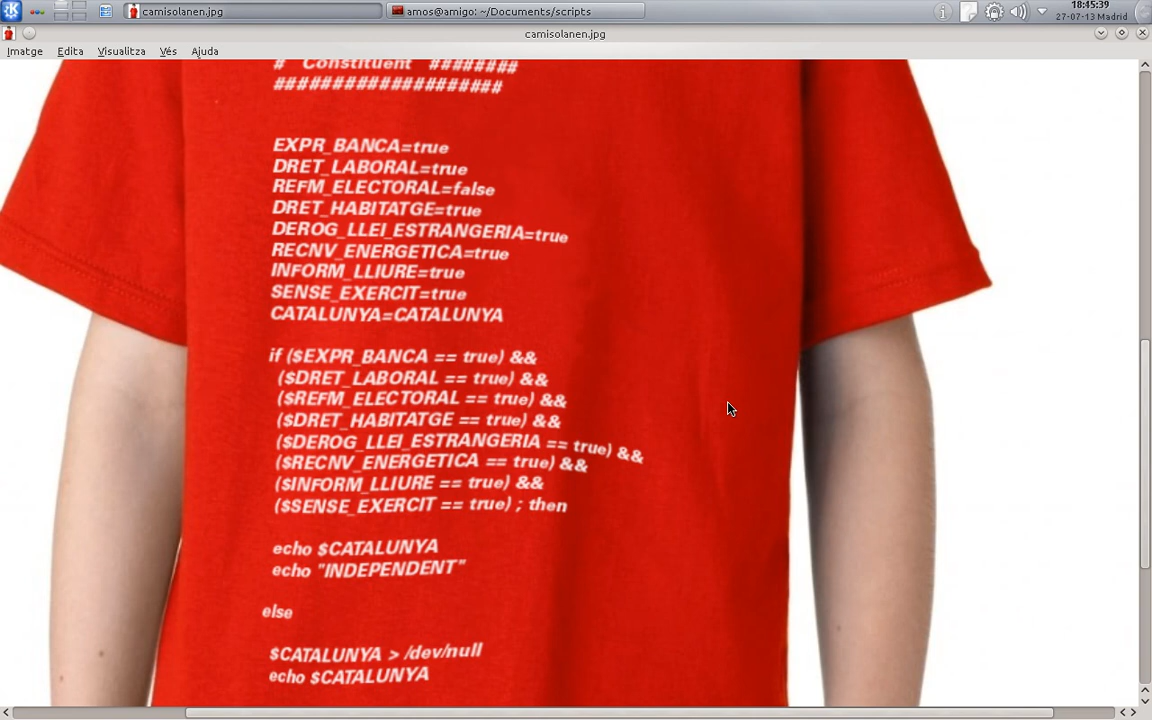 camisolanen.jpg
amos@amigo: ~/Documents/scripts
18:45:39
27-07-13 Madrid
camisolanen.jpg
Imatge Edita Visualitza Vés Ajuda
# Constituent ########
####################
EXPR_BANCA=true
DRET_LABORAL=true
REFM_ELECTORAL=false
DRET_HABITATGE=true
DEROG_LLEI_ESTRANGERIA=true
RECNV_ENERGETICA=true
INFORM_LLIURE=true
SENSE_EXERCIT=true
CATALUNYA=CATALUNYA
if ($EXPR_BANCA == true) &&
($DRET_LABORAL == true) &&
($REFM_ELECTORAL == true) &&
($DRET_HABITATGE == true) &&
($DEROG_LLEI_ESTRANGERIA == true) &&
($RECNV_ENERGETICA == true) &&
($INFORM_LLIURE == true) &&
($SENSE_EXERCIT == true) ; then
echo $CATALUNYA
echo "INDEPENDENT"
else
$CATALUNYA > /dev/null
echo $CATALUNYA